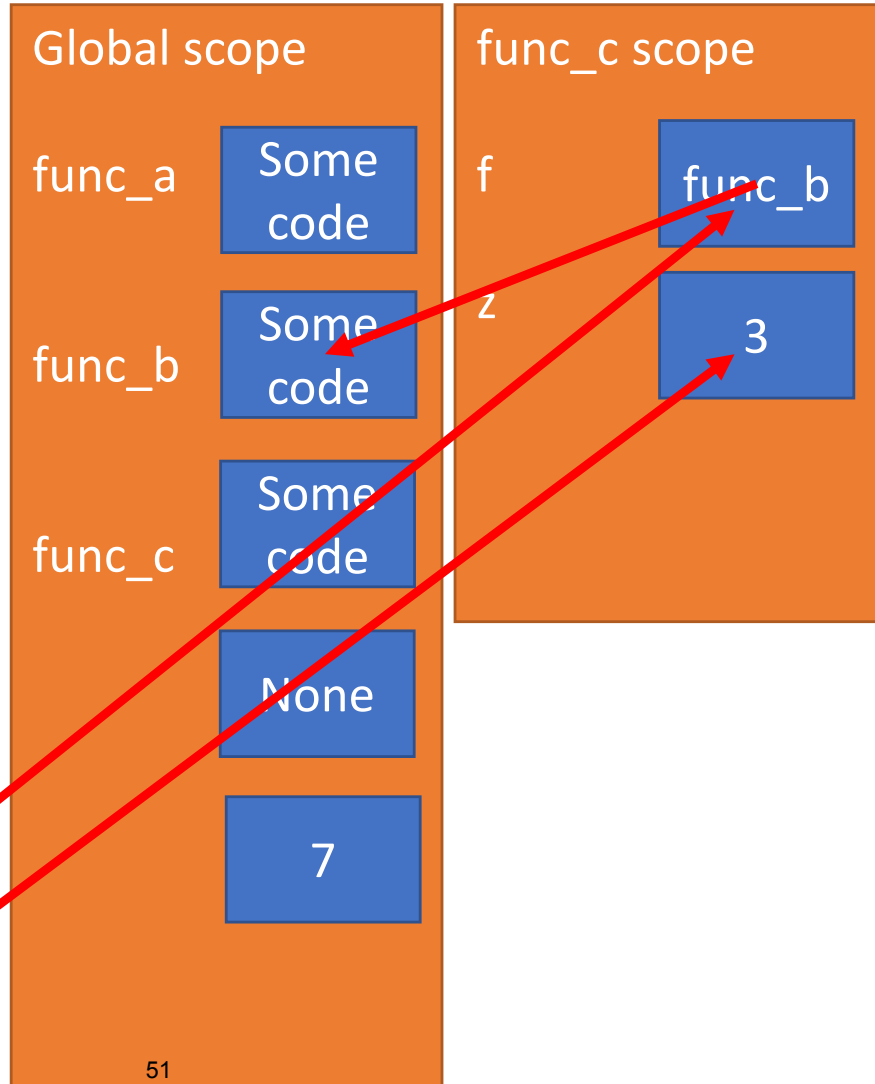 Global scope
func_a
Some
code
func_b
Some
code
func_c
Some
code
None
7
51
func_c scope
f
func_b
z
3